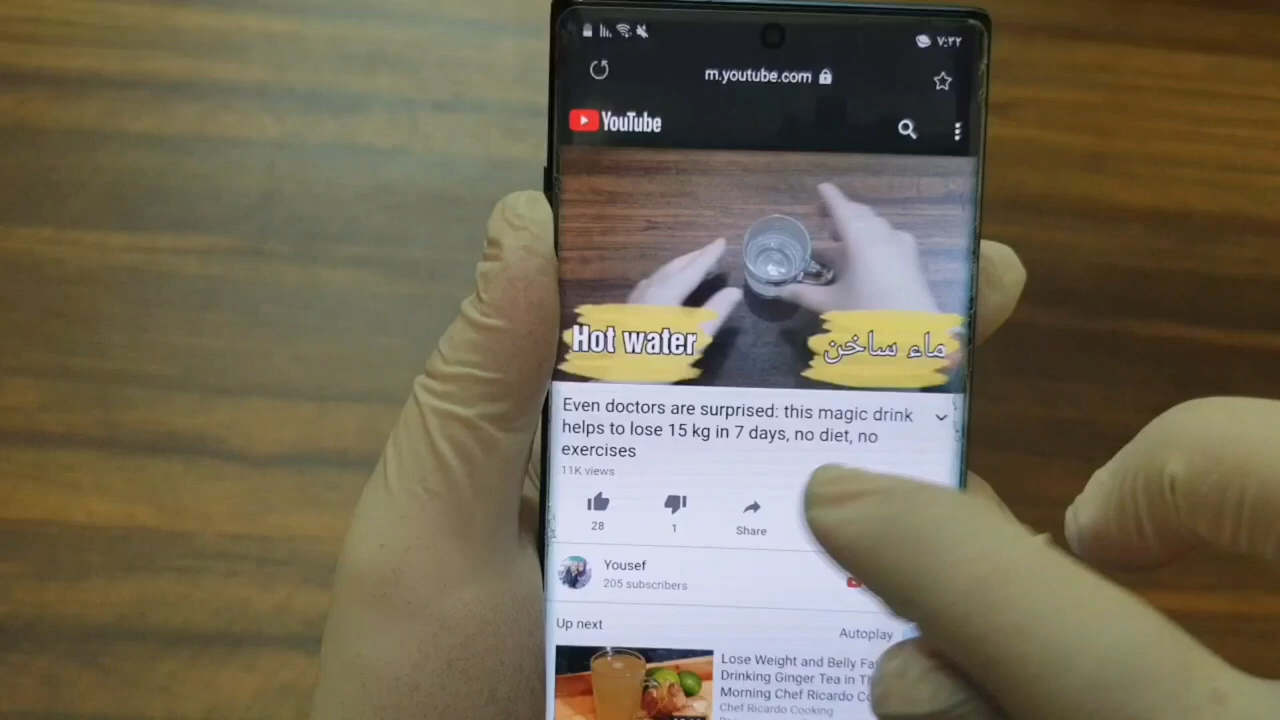 ٧:٣٢
m.youtube.com
YouTube
Hot water
ماء ساخن
Even doctors are surprised: this magic drink
helps to lose 15 kg in 7 days, no diet, no
exercises
11K views
28
1
Share
Yousef
205 subscribers
Up next
Autoplay
Lose Weight and Belly
Drinking Ginger Tea in
Morning Chef Ricardo
Chef Ricardo Cooking